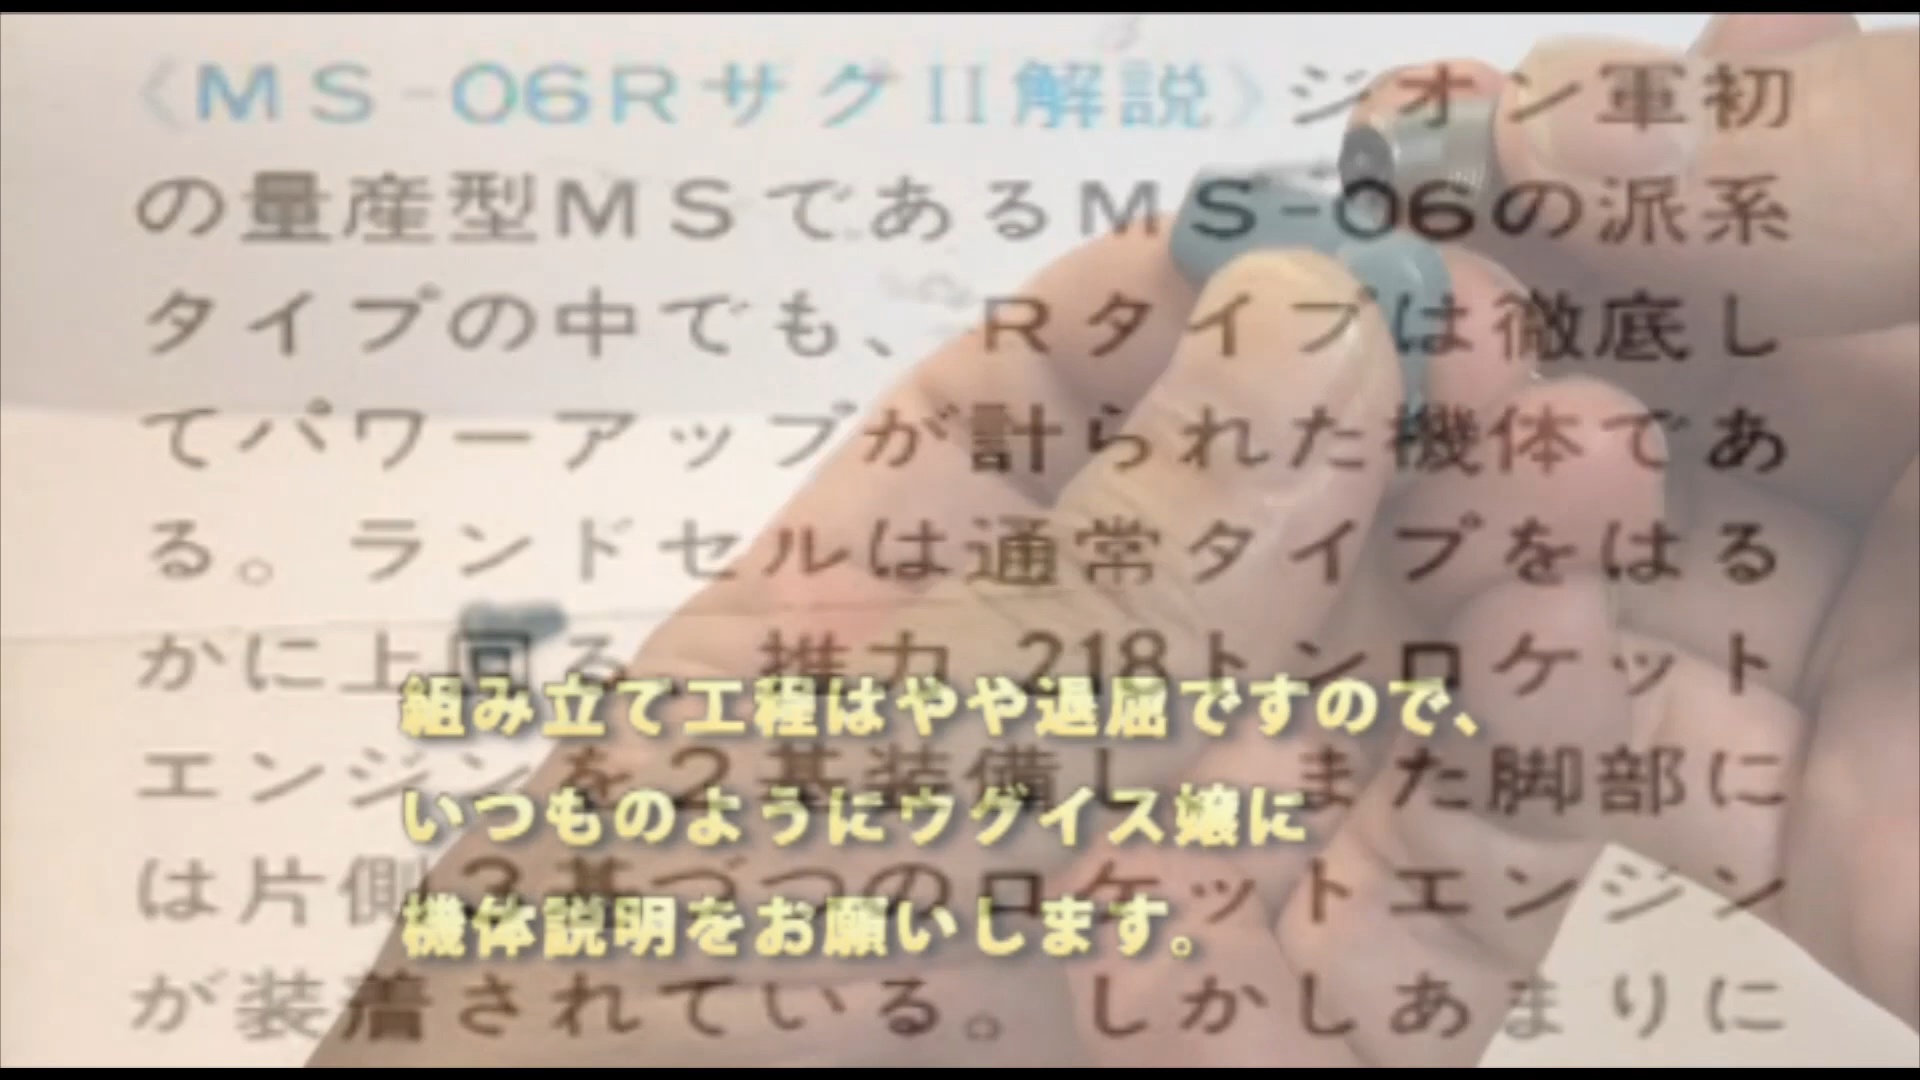 〈MS-06RザクII解説〉ジオン軍初
の量産型MSであるMS-06の派系
タイプの中でも、Rタイプは徹底し
てパワーアップが計られた機体であ
る。ランドセルは通常タイプをはる
かに上回る、推力 218トンロケット
エンジンを2基装備し、また脚部に
は片側3基づつのロケットエンジン
が装着されている。しかしあまりに
組み立て工程はやや退屈ですので、
いつものようにウグイス嬢に
機体説明をお願いします。